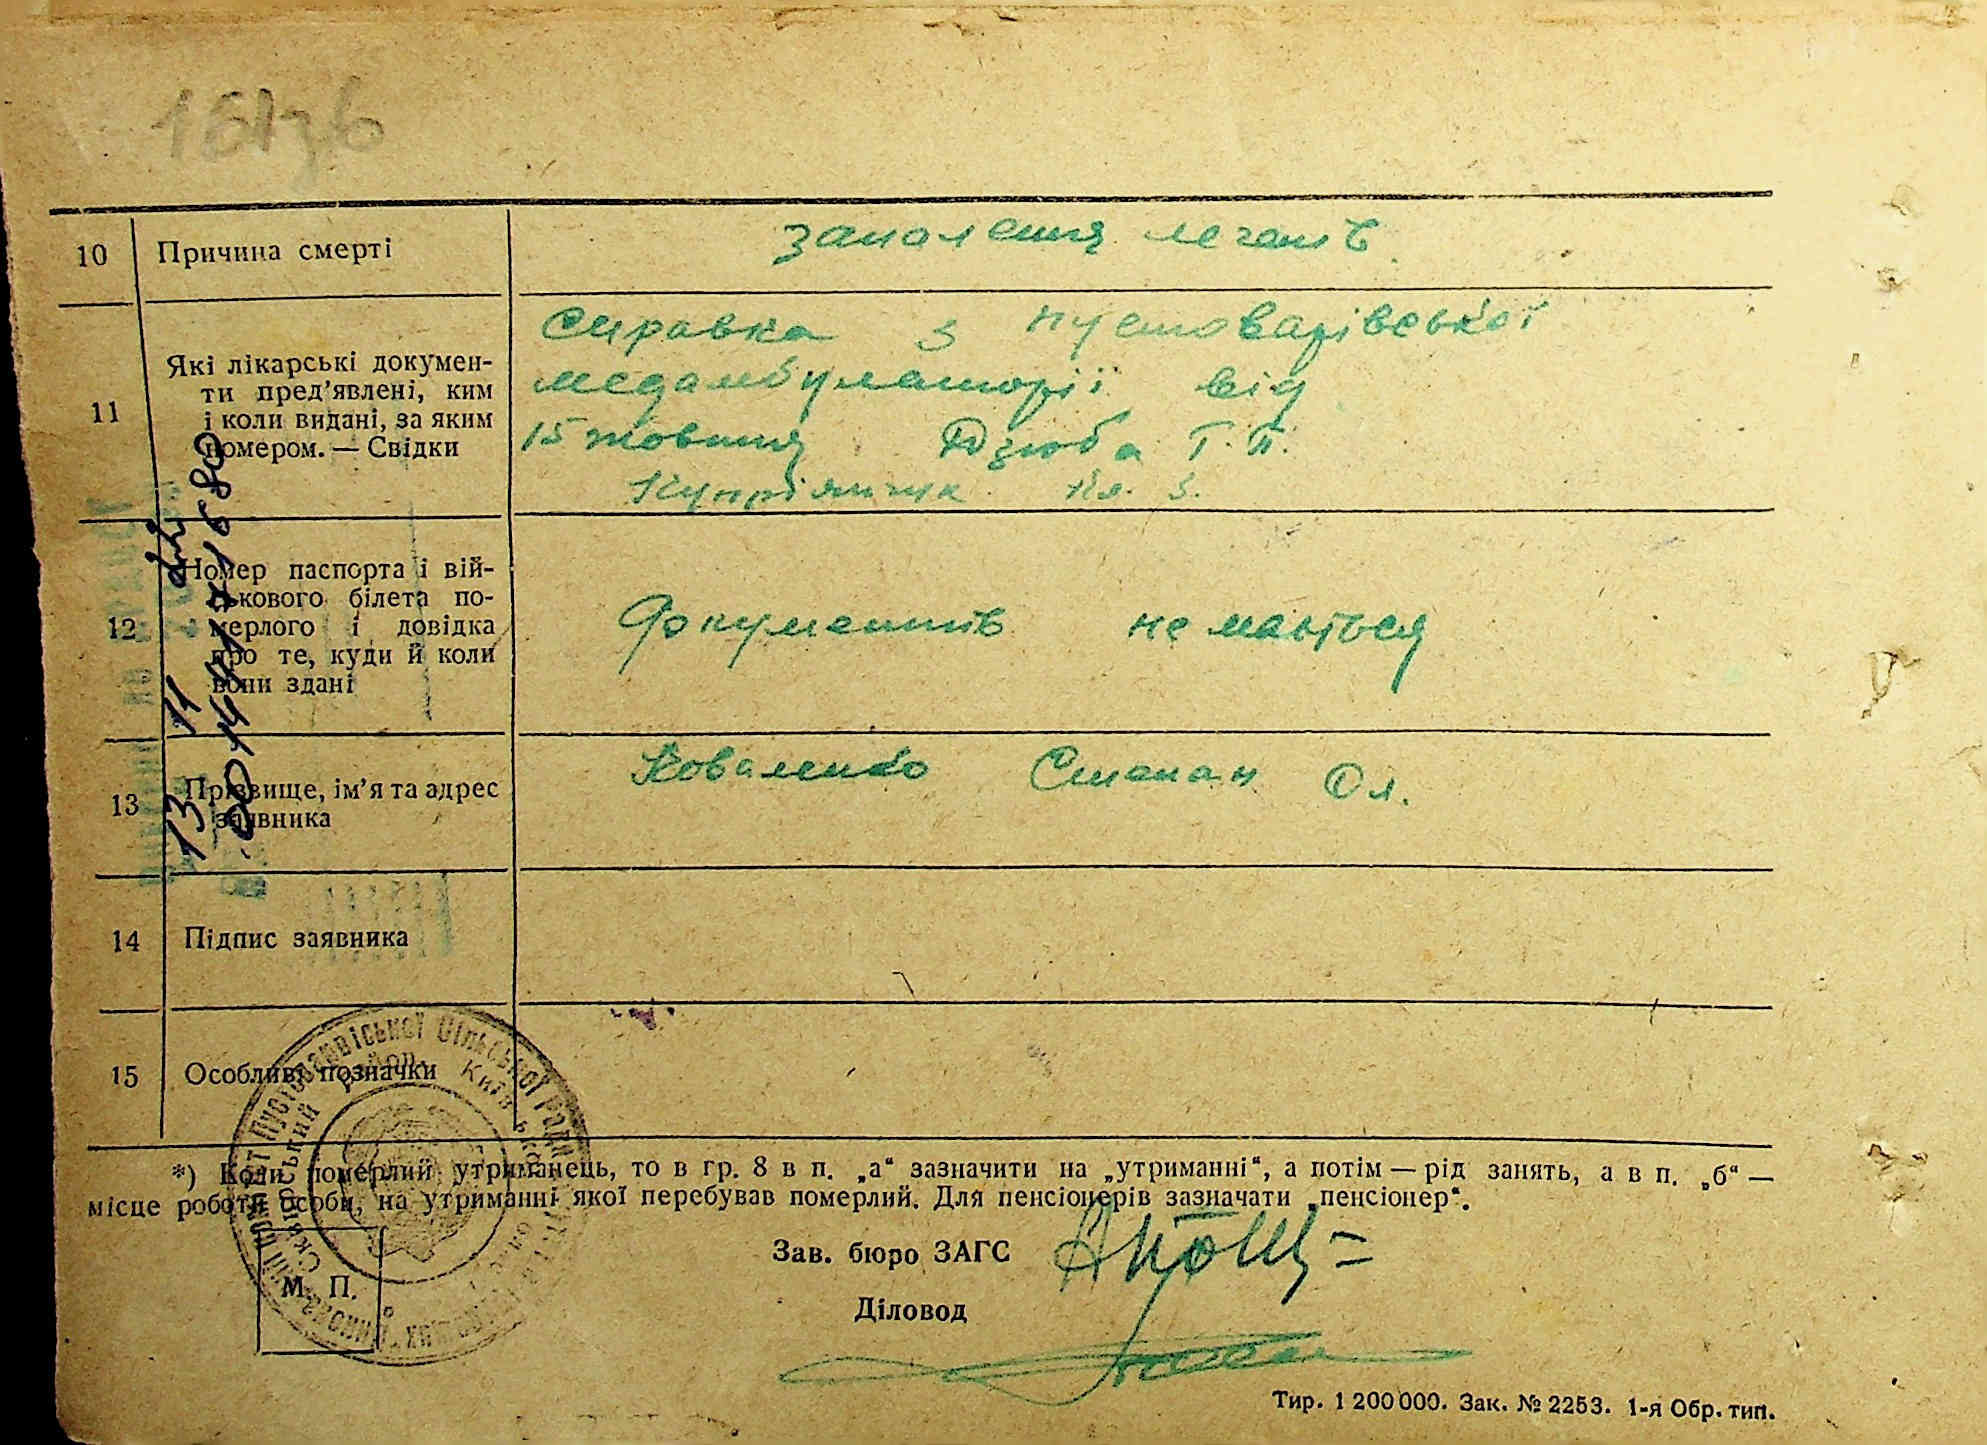 10 Причина смерті
запалення легенів
11 Які лікарські докумен-
ти пред’явлені, ким
і коли видані, за яким
номером. — Свідки
справка з пустоварівської
медамбулаторії від
15 жовтня Дзюба Г. П.
Купріянчук
12 Номер паспорта і вій-
ськового білета по-
мерлого і довідка
про те, куди й коли
вони здані
Документів не маіться
13 Прізвище, ім’я та адрес
заявника
Коваленко Степан Ол.
14 Підпис заявника
15 Особливі позначки
*) Коли померлий утриманець, то в гр. 8 в п. „а“ зазначити на „утриманні“, а потім — рід занять, а в п. „б“ —
місце роботи особи, на утриманні якої перебував померлий. Для пенсіонерів зазначати „пенсіонер“.
Зав. бюро ЗАГС
М. П.
Діловод
Тир. 1 200 000. Зак. № 2253. 1-я Обр. тип.